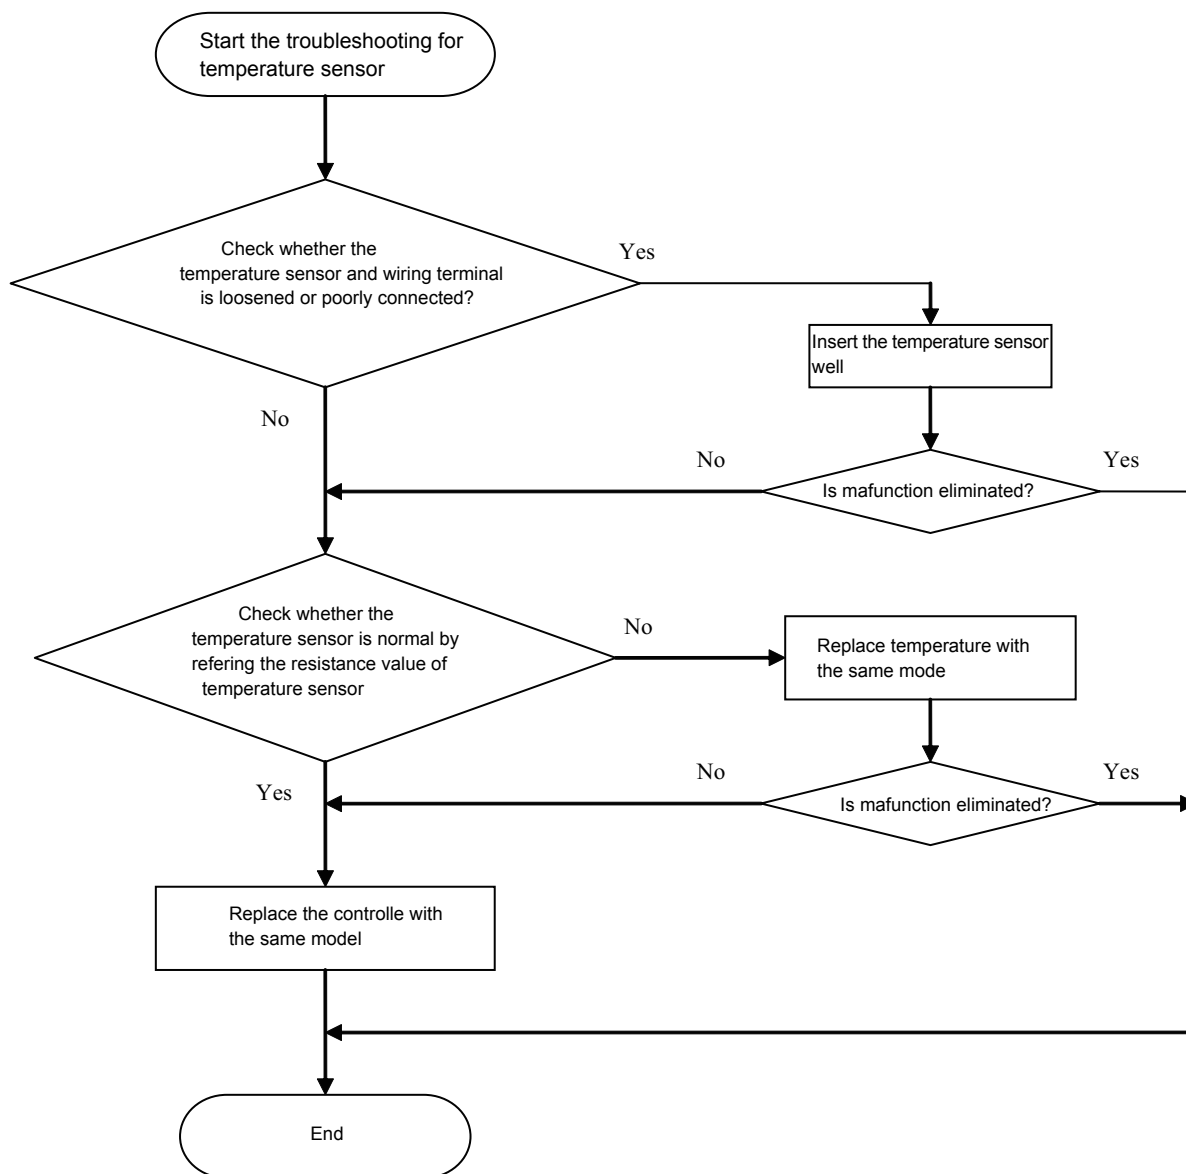 Start the troubleshooting for
temperature sensor
Check whether the
temperature sensor and wiring terminal
is loosened or poorly connected?
Yes
Insert the temperature sensor
well
No
No
Is mafunction eliminated?
Yes
Check whether the
temperature sensor is normal by
refering the resistance value of
temperature sensor
No
Replace temperature with
the same mode
Yes
No
Is mafunction eliminated?
Yes
Replace the controlle with
the same model
End